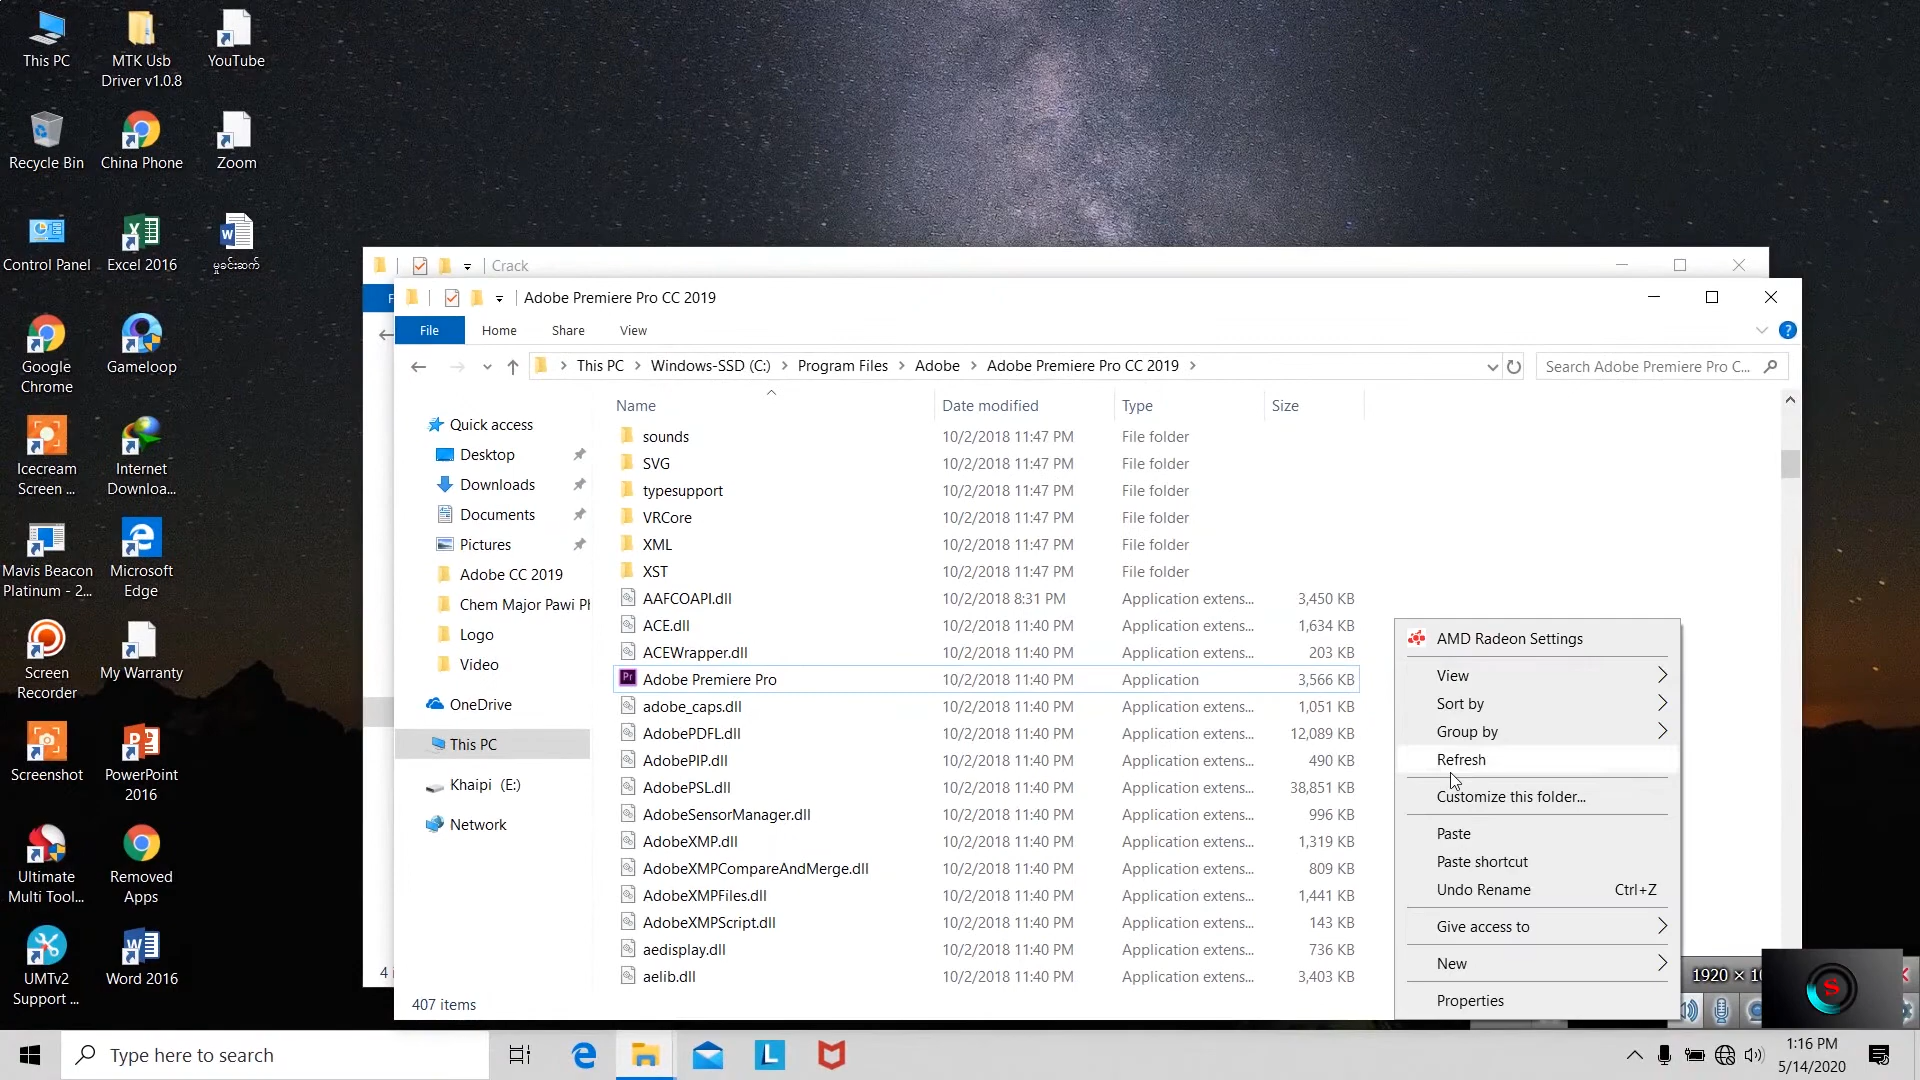 This PC
MTK Usb
Driver v1.0.8
YouTube
Recycle Bin
China Phone
Zoom
Control Panel
Excel 2016
မှုခင်းဆက်
Google
Chrome
Gameloop
Icecream
Screen ...
Internet
Downloa...
Mavis Beacon
Platinum - 2...
Microsoft
Edge
Screen
Recorder
My Warranty
Screenshot
PowerPoint
2016
Ultimate
Multi Tool...
Removed
Apps
UMTv2
Support ...
Word 2016
Crack
Adobe Premiere Pro CC 2019
File
Home
Share
View
This PC
Windows-SSD (C:)
Program Files
Adobe
Adobe Premiere Pro CC 2019
Search Adobe Premiere Pro C...
Name
Date modified
Type
Size
Quick access
Desktop
Downloads
Documents
Pictures
Adobe CC 2019
Chem Major Pawi Pl
Logo
Video
OneDrive
This PC
Khaipi (E:)
Network
sounds 10/2/2018 11:47 PM File folder
SVG 10/2/2018 11:47 PM File folder
typesupport 10/2/2018 11:47 PM File folder
VRCore 10/2/2018 11:47 PM File folder
XML 10/2/2018 11:47 PM File folder
XST 10/2/2018 11:47 PM File folder
AAFCOAPI.dll 10/2/2018 8:31 PM Application extens... 3,450 KB
ACE.dll 10/2/2018 11:40 PM Application extens... 1,634 KB
ACEWrapper.dll 10/2/2018 11:40 PM Application extens... 203 KB
Adobe Premiere Pro 10/2/2018 11:40 PM Application 3,566 KB
adobe_caps.dll 10/2/2018 11:40 PM Application extens... 1,051 KB
AdobePDFL.dll 10/2/2018 11:40 PM Application extens... 12,089 KB
AdobePIP.dll 10/2/2018 11:40 PM Application extens... 490 KB
AdobePSL.dll 10/2/2018 11:40 PM Application extens... 38,851 KB
AdobeSensorManager.dll 10/2/2018 11:40 PM Application extens... 996 KB
AdobeXMP.dll 10/2/2018 11:40 PM Application extens... 1,319 KB
AdobeXMPCompareAndMerge.dll 10/2/2018 11:40 PM Application extens... 809 KB
AdobeXMPFiles.dll 10/2/2018 11:40 PM Application extens... 1,441 KB
AdobeXMPScript.dll 10/2/2018 11:40 PM Application extens... 143 KB
aedisplay.dll 10/2/2018 11:40 PM Application extens... 736 KB
aelib.dll 10/2/2018 11:40 PM Application extens... 3,403 KB
407 items
AMD Radeon Settings
View
Sort by
Group by
Refresh
Customize this folder...
Paste
Paste shortcut
Undo Rename Ctrl+Z
Give access to
New
Properties
1920 × 10
S
Type here to search
1:16 PM
5/14/2020